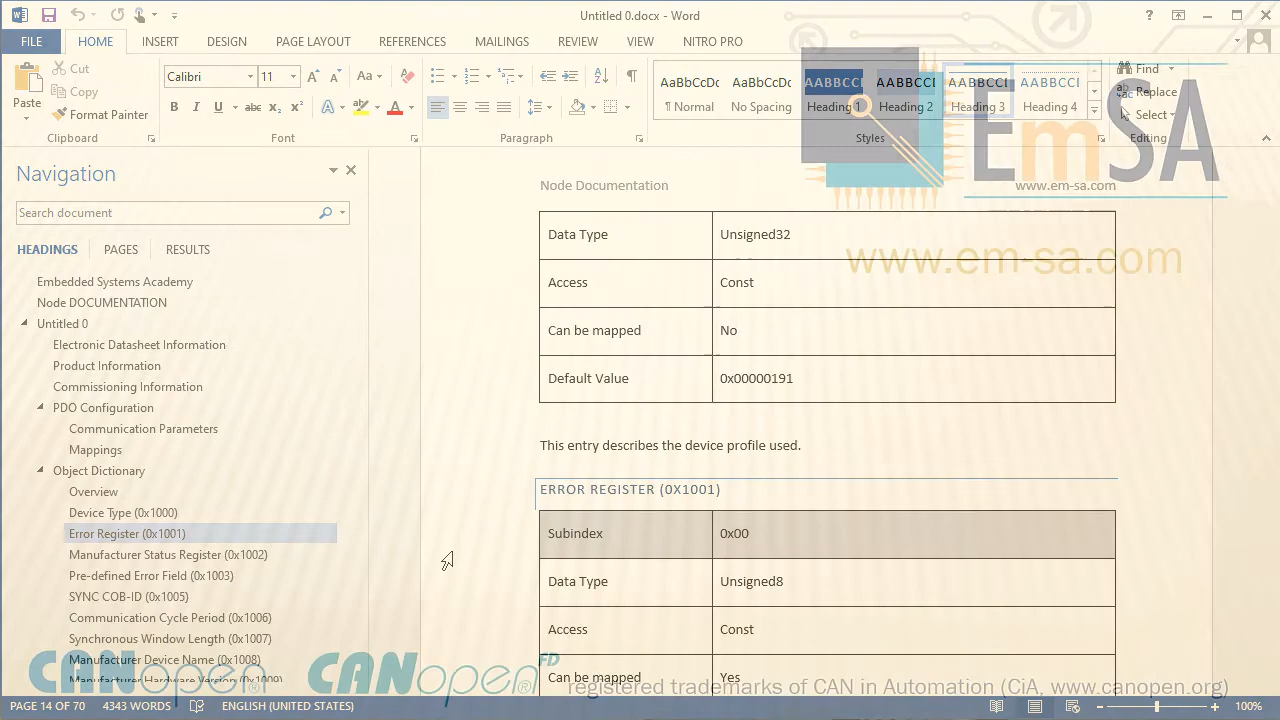 Untitled 0.docx - Word
FILE HOME INSERT DESIGN PAGE LAYOUT REFERENCES MAILINGS REVIEW VIEW NITRO PRO
Paste
Cut
Copy
Format Painter
Clipboard
Calibri 11
Font
Paragraph
AaBbCcDc AaBbCcDc AABBCCI AABBCCI AABBCCI AABBCCI
¶ Normal No Spacing Heading 1 Heading 2 Heading 3 Heading 4
Styles
Find
Replace
Select
Editing
EmSA
www.em-sa.com
www.em-sa.com
Navigation
Search document
HEADINGS PAGES RESULTS
Embedded Systems Academy
Node DOCUMENTATION
Untitled 0
Electronic Datasheet Information
Product Information
Commissioning Information
PDO Configuration
Communication Parameters
Mappings
Object Dictionary
Overview
Device Type (0x1000)
Error Register (0x1001)
Manufacturer Status Register (0x1002)
Pre-defined Error Field (0x1003)
SYNC COB-ID (0x1005)
Communication Cycle Period (0x1006)
Synchronous Window Length (0x1007)
Manufacturer Device Name (0x1008)
Manufacturer Hardware Version (0x1009)
Node Documentation
Data Type Unsigned32
Access Const
Can be mapped No
Default Value 0x00000191
This entry describes the device profile used.
ERROR REGISTER (0X1001)
Subindex 0x00
Data Type Unsigned8
Access Const
Can be mapped Yes
CANopen®
CANopen FD®
registered trademarks of CAN in Automation (CiA, www.canopen.org)
PAGE 14 OF 70 4343 WORDS ENGLISH (UNITED STATES) 100%